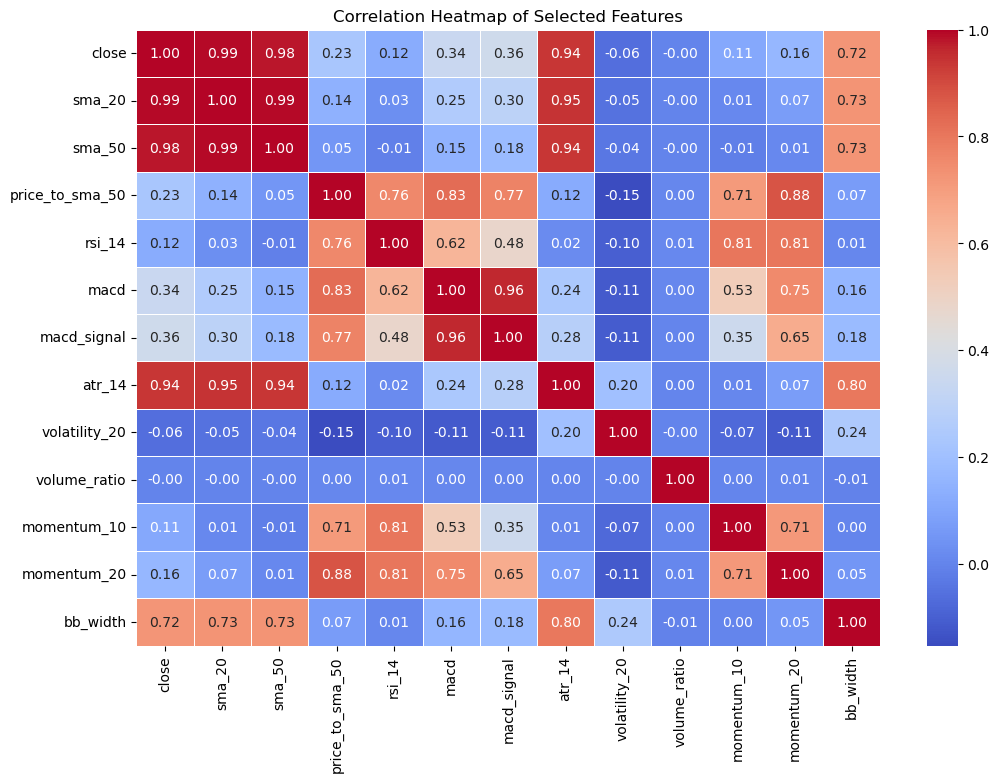 Correlation Heatmap of Selected Features
close 1.00 0.99 0.98 0.23 0.12 0.34 0.36 0.94 -0.06 -0.00 0.11 0.16 0.72
sma_20 0.99 1.00 0.99 0.14 0.03 0.25 0.30 0.95 -0.05 -0.00 0.01 0.07 0.73
sma_50 0.98 0.99 1.00 0.05 -0.01 0.15 0.18 0.94 -0.04 -0.00 -0.01 0.01 0.73
price_to_sma_50 0.23 0.14 0.05 1.00 0.76 0.83 0.77 0.12 -0.15 0.00 0.71 0.88 0.07
rsi_14 0.12 0.03 -0.01 0.76 1.00 0.62 0.48 0.02 -0.10 0.01 0.81 0.81 0.01
macd 0.34 0.25 0.15 0.83 0.62 1.00 0.96 0.24 -0.11 0.00 0.53 0.75 0.16
macd_signal 0.36 0.30 0.18 0.77 0.48 0.96 1.00 0.28 -0.11 0.00 0.35 0.65 0.18
atr_14 0.94 0.95 0.94 0.12 0.02 0.24 0.28 1.00 0.20 0.00 0.01 0.07 0.80
volatility_20 -0.06 -0.05 -0.04 -0.15 -0.10 -0.11 -0.11 0.20 1.00 -0.00 -0.07 -0.11 0.24
volume_ratio -0.00 -0.00 -0.00 0.00 0.01 0.00 0.00 0.00 -0.00 1.00 0.00 0.01 -0.01
momentum_10 0.11 0.01 -0.01 0.71 0.81 0.53 0.35 0.01 -0.07 0.00 1.00 0.71 0.00
momentum_20 0.16 0.07 0.01 0.88 0.81 0.75 0.65 0.07 -0.11 0.01 0.71 1.00 0.05
bb_width 0.72 0.73 0.73 0.07 0.01 0.16 0.18 0.80 0.24 -0.01 0.00 0.05 1.00
close sma_20 sma_50 price_to_sma_50 rsi_14 macd macd_signal atr_14 volatility_20 volume_ratio momentum_10 momentum_20 bb_width
1.0
0.8
0.6
0.4
0.2
0.0